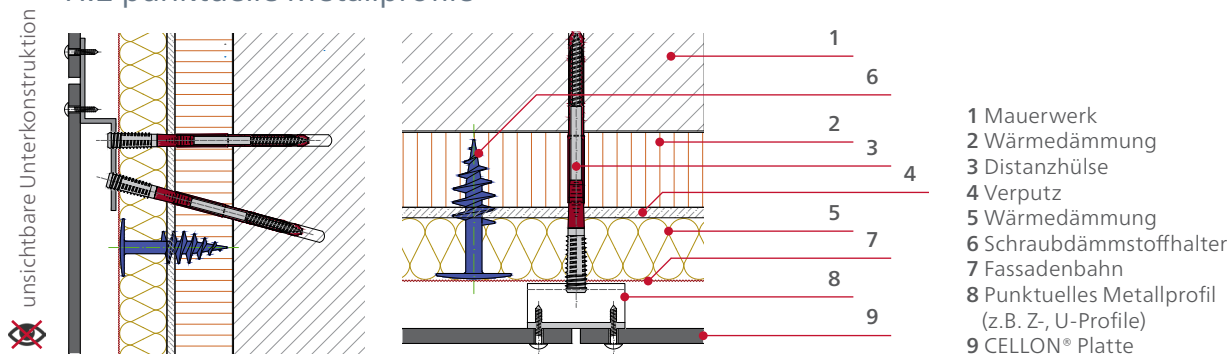 unsichtbare Unterkonstruktion
1
6
2
3
4
5
7
8
9
1 Mauerwerk
2 Wärmedämmung
3 Distanzhülse
4 Verputz
5 Wärmedämmung
6 Schraubdämmstoffhalter
7 Fassadenbahn
8 Punktuelles Metallprofil
(z.B. Z-, U-Profile)
9 CELLON® Platte